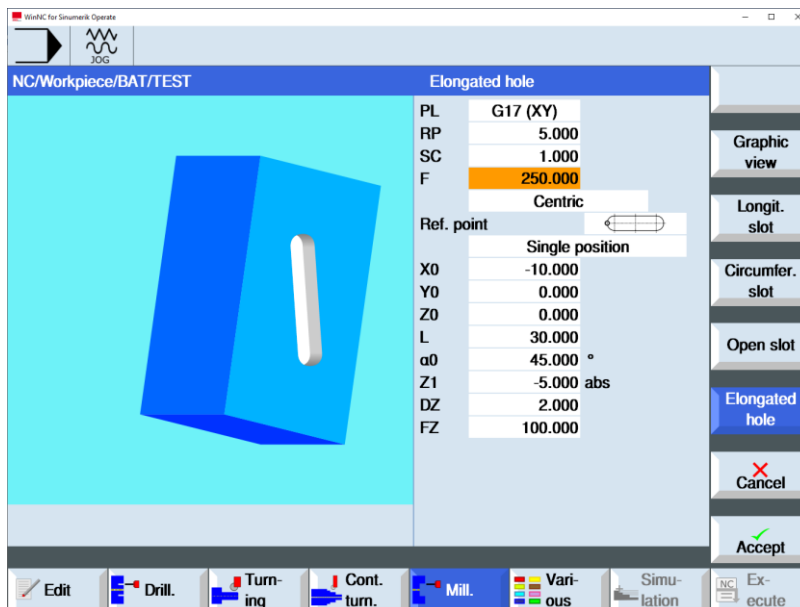 WinNC for Sinumerik Operate
JOG
NC/Workpiece/BAT/TEST
Elongated hole
PL G17 (XY)
RP 5.000
SC 1.000
F 250.000
Centric
Ref. point
Single position
X0 -10.000
Y0 0.000
Z0 0.000
L 30.000
α0 45.000 °
Z1 -5.000 abs
DZ 2.000
FZ 100.000
Graphic
view
Longit.
slot
Circumfer.
slot
Open slot
Elongated
hole
Cancel
Accept
Edit
Drill.
Turn-
ing
Cont.
turn.
Mill.
Vari-
ous
Simu-
lation
NC
Ex-
ecute